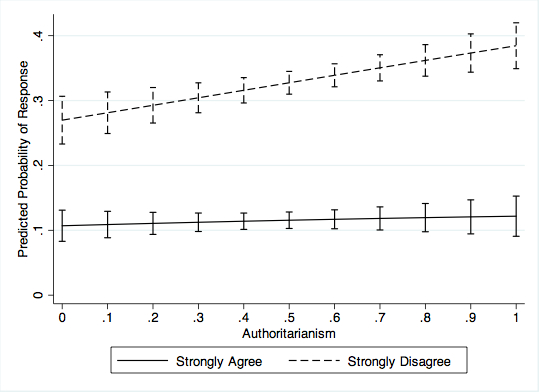 Predicted Probability of Response
.4
.3
.2
.1
0
0 .1 .2 .3 .4 .5 .6 .7 .8 .9 1
Authoritarianism
Strongly Agree Strongly Disagree